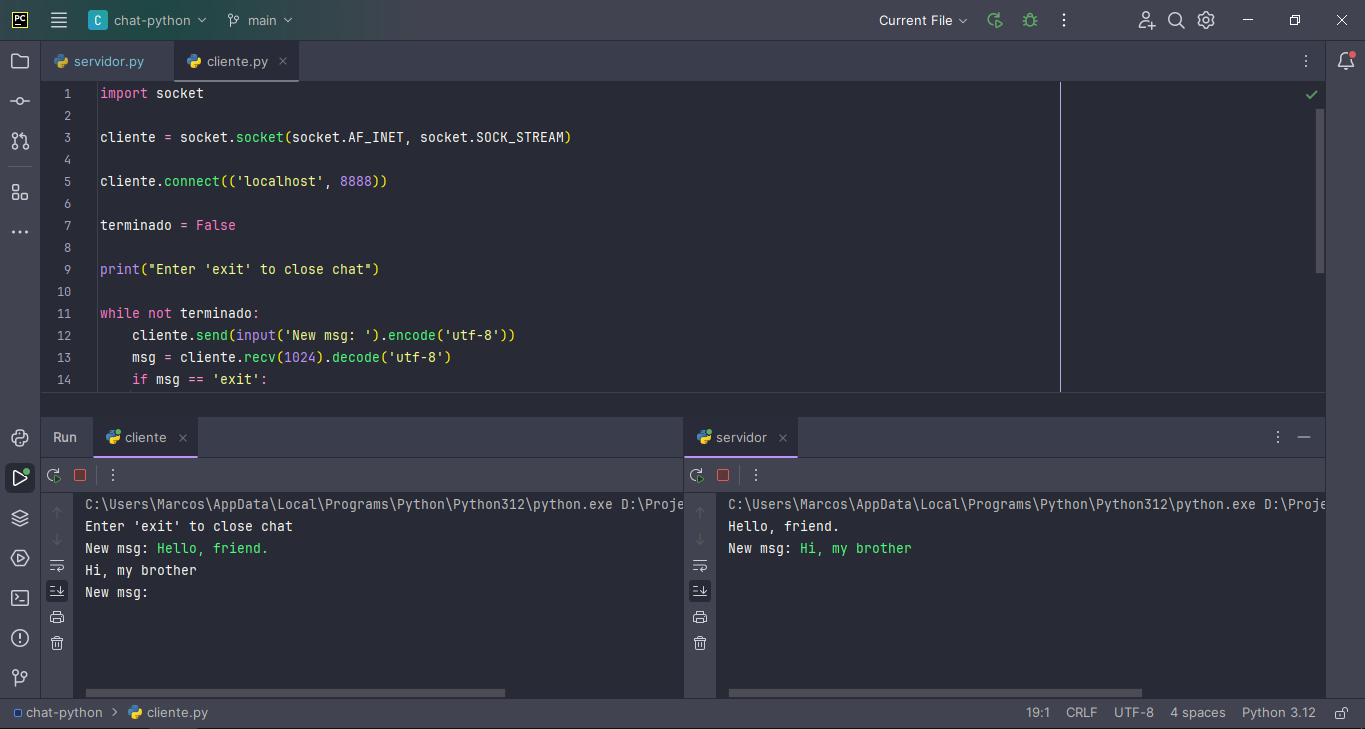 PC
C chat-python main Current File
servidor.py cliente.py
1 import socket
2
3 cliente = socket.socket(socket.AF_INET, socket.SOCK_STREAM)
4
5 cliente.connect(('localhost', 8888))
6
7 terminado = False
8
9 print("Enter 'exit' to close chat")
10
11 while not terminado:
12 cliente.send(input('New msg: ').encode('utf-8'))
13 msg = cliente.recv(1024).decode('utf-8')
14 if msg == 'exit':
Run cliente
C:\Users\Marcos\AppData\Local\Programs\Python\Python312\python.exe D:\Proje
Enter 'exit' to close chat
New msg: Hello, friend.
Hi, my brother
New msg:
servidor
C:\Users\Marcos\AppData\Local\Programs\Python\Python312\python.exe D:\Proje
Hello, friend.
New msg: Hi, my brother
chat-python > cliente.py 19:1 CRLF UTF-8 4 spaces Python 3.12